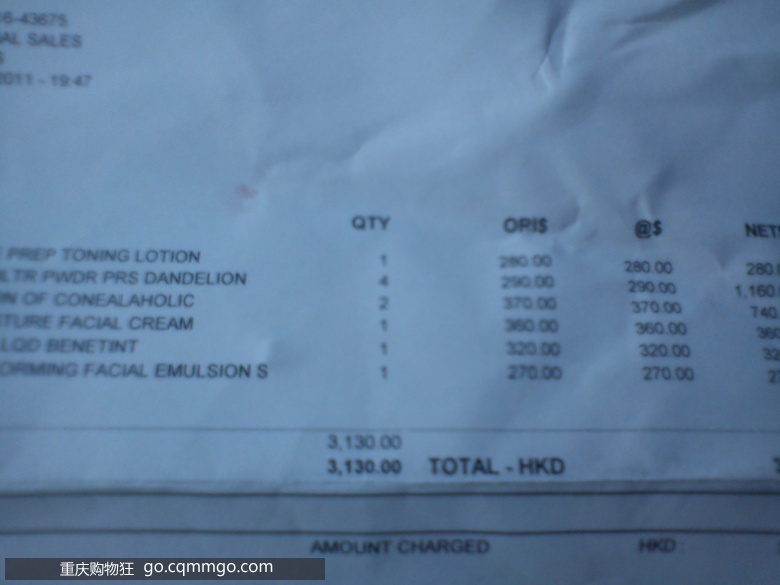 16-43675
AL SALES
S
2011 - 19:47
QTY ORI$ @$ NET
PREP TONING LOTION 1 280.00 280.00 280.
LTR PWDR PRS DANDELION 4 290.00 290.00 1,160.
ON OF CONEALAHOLIC 2 370.00 370.00 740.
TURE FACIAL CREAM 1 360.00 360.00 360
LQD BENETINT 1 320.00 320.00 32
ORMING FACIAL EMULSION S 1 270.00 270.00 27
3,130.00
3,130.00 TOTAL - HKD 3
AMOUNT CHARGED HKD :
重庆购物狂 go.cqmmgo.com